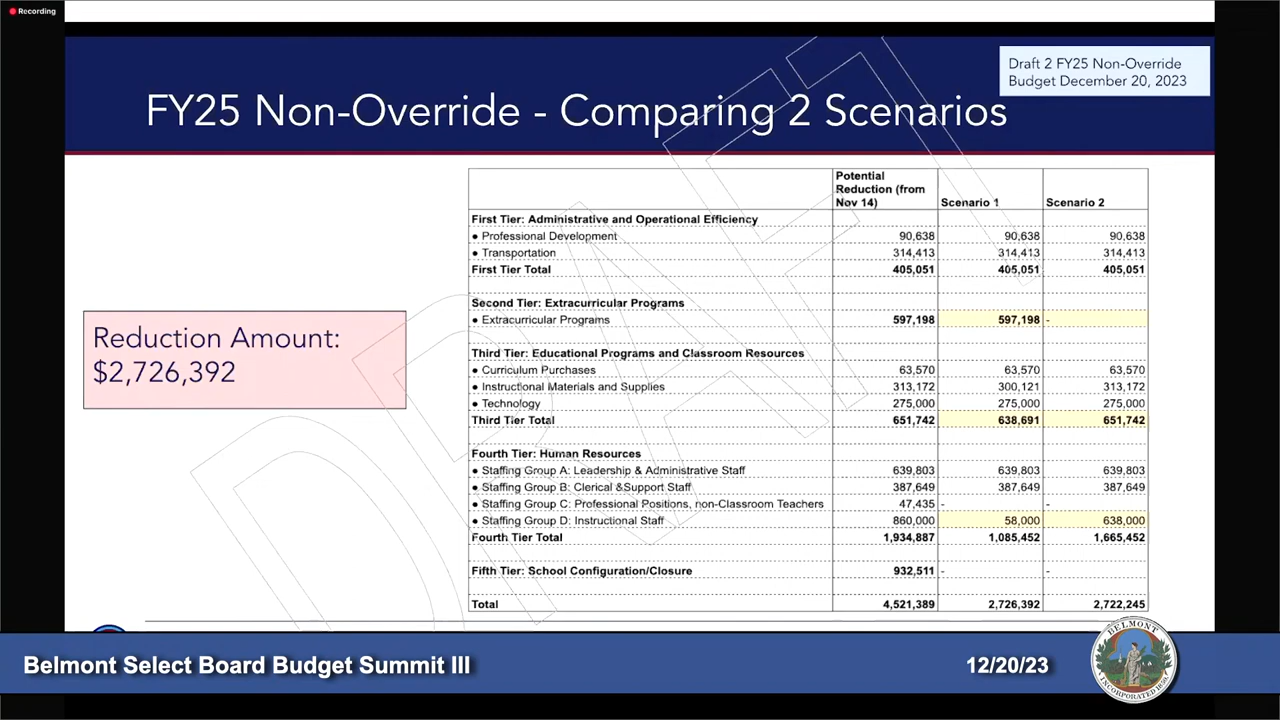 Recording
Draft 2 FY25 Non-Override
Budget December 20, 2023
FY25 Non-Override - Comparing 2 Scenarios
Reduction Amount:
$2,726,392
Potential
Reduction (from
Nov 14) Scenario 1 Scenario 2
First Tier: Administrative and Operational Efficiency
● Professional Development 90,638 90,638 90,638
● Transportation 314,413 314,413 314,413
First Tier Total 405,051 405,051 405,051
Second Tier: Extracurricular Programs
● Extracurricular Programs 597,198 597,198 -
Third Tier: Educational Programs and Classroom Resources
● Curriculum Purchases 63,570 63,570 63,570
● Instructional Materials and Supplies 313,172 300,121 313,172
● Technology 275,000 275,000 275,000
Third Tier Total 651,742 638,691 651,742
Fourth Tier: Human Resources
● Staffing Group A: Leadership & Administrative Staff 639,803 639,803 639,803
● Staffing Group B: Clerical &Support Staff 387,649 387,649 387,649
● Staffing Group C: Professional Positions, non-Classroom Teachers 47,435 - -
● Staffing Group D: Instructional Staff 860,000 58,000 638,000
Fourth Tier Total 1,934,887 1,085,452 1,665,452
Fifth Tier: School Configuration/Closure 932,511 - -
Total 4,521,389 2,726,392 2,722,245
DRAFT
Belmont Select Board Budget Summit III
12/20/23
BELMONT
INCORPORATED 1859